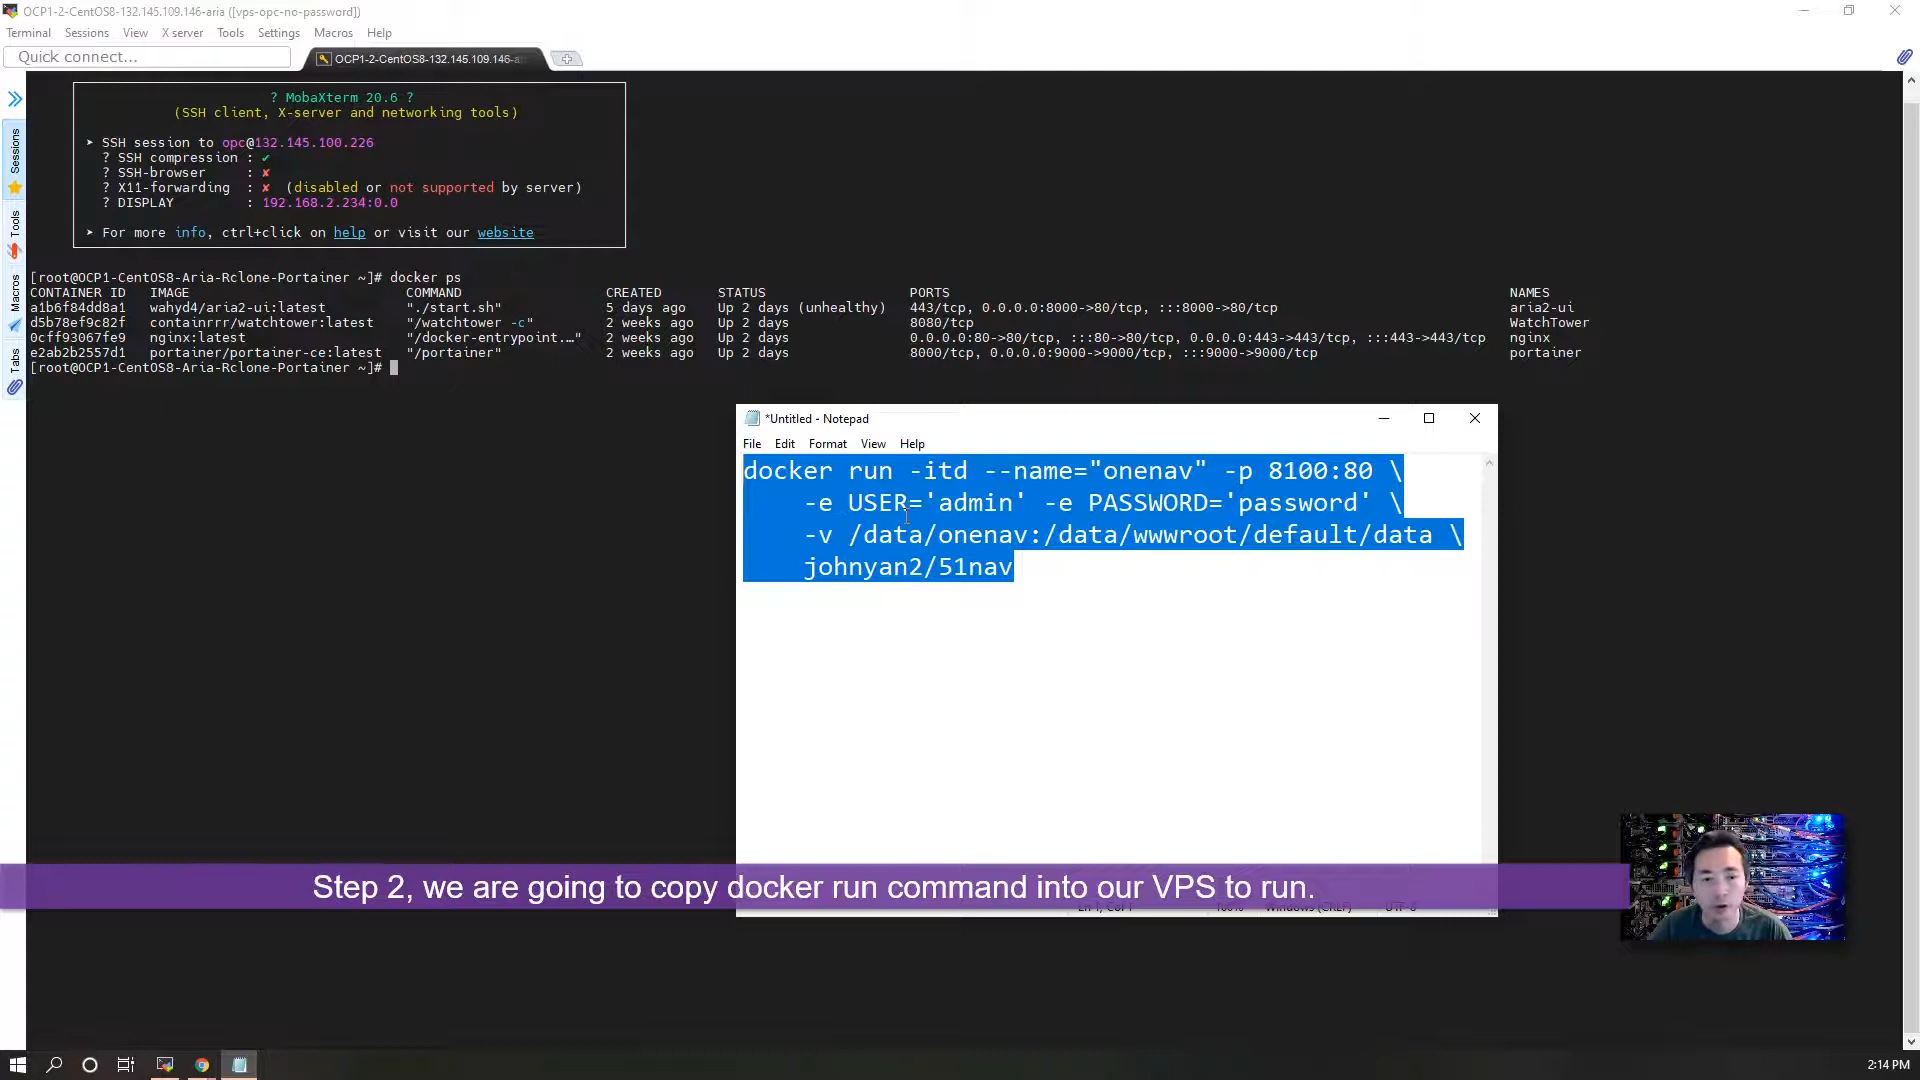 OCP1-2-CentOS8-132.145.109.146-aria ([vps-opc-no-password])
Terminal Sessions View X server Tools Settings Macros Help
Quick connect...
OCP1-2-CentOS8-132.145.109.146-a
Sessions
Tools
Macros
Tabs
? MobaXterm 20.6 ?
(SSH client, X-server and networking tools)
➤ SSH session to opc@132.145.100.226
? SSH compression : ✔
? SSH-browser : ✘
? X11-forwarding : ✘ (disabled or not supported by server)
? DISPLAY : 192.168.2.234:0.0
➤ For more info, ctrl+click on help or visit our website
[root@OCP1-CentOS8-Aria-Rclone-Portainer ~]# docker ps
CONTAINER ID IMAGE COMMAND CREATED STATUS PORTS NAMES
a1b6f84dd8a1 wahyd4/aria2-ui:latest "./start.sh" 5 days ago Up 2 days (unhealthy) 443/tcp, 0.0.0.0:8000->80/tcp, :::8000->80/tcp aria2-ui
d5b78ef9c82f containrrr/watchtower:latest "/watchtower -c" 2 weeks ago Up 2 days 8080/tcp WatchTower
0cff93067fe9 nginx:latest "/docker-entrypoint.…" 2 weeks ago Up 2 days 0.0.0.0:80->80/tcp, :::80->80/tcp, 0.0.0.0:443->443/tcp, :::443->443/tcp nginx
e2ab2b2557d1 portainer/portainer-ce:latest "/portainer" 2 weeks ago Up 2 days 8000/tcp, 0.0.0.0:9000->9000/tcp, :::9000->9000/tcp portainer
[root@OCP1-CentOS8-Aria-Rclone-Portainer ~]#
*Untitled - Notepad
File Edit Format View Help
docker run -itd --name="onenav" -p 8100:80 \
-e USER='admin' -e PASSWORD='password' \
-v /data/onenav:/data/wwwroot/default/data \
johnyan2/51nav
Step 2, we are going to copy docker run command into our VPS to run.
Ln 1, Col 1 100% Windows (CRLF) UTF-8
2:14 PM